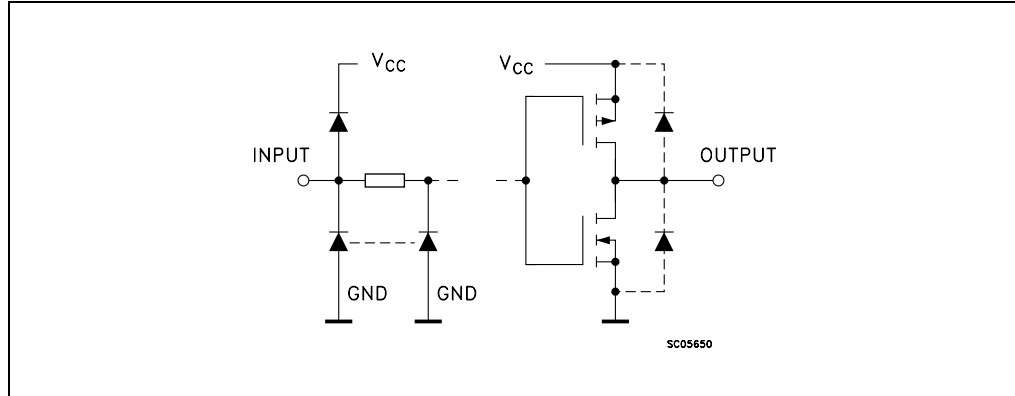 VCC
VCC
INPUT
OUTPUT
GND
GND
SC05650